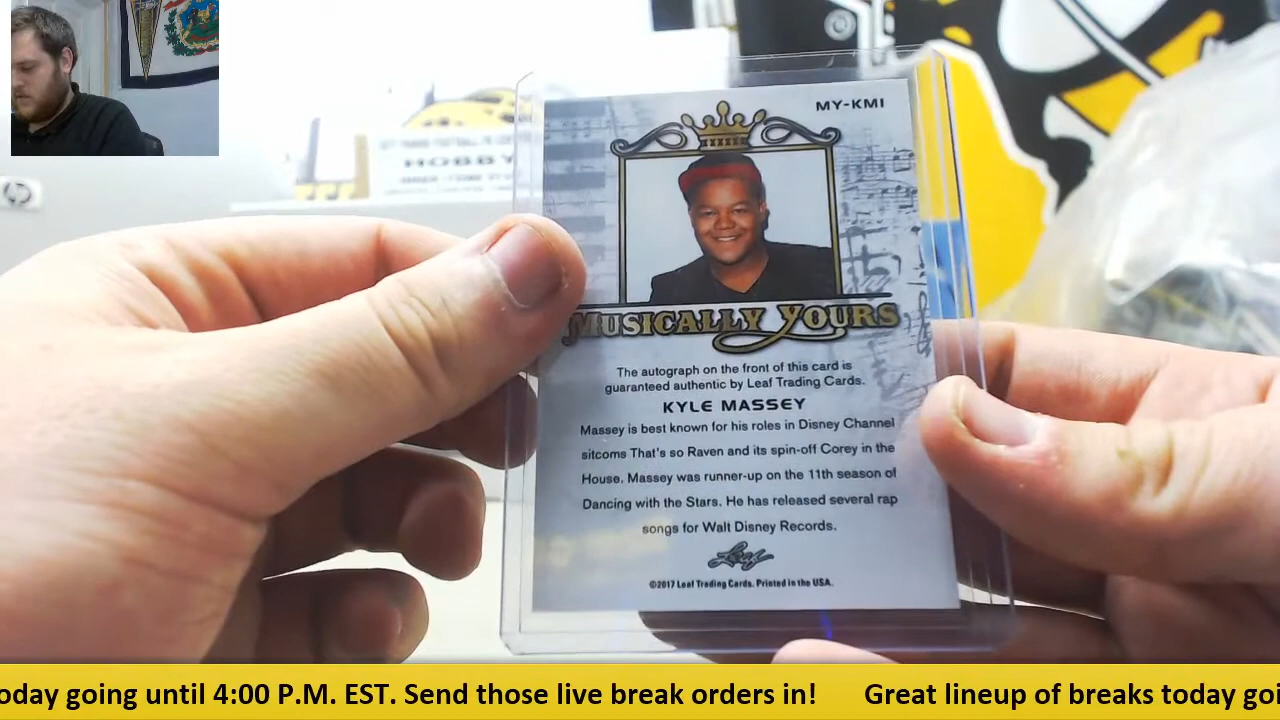 MY-KMI
HOBBY
hp
MUSICALLY YOURS
The autograph on the front of this card is
guaranteed authentic by Leaf Trading Cards.
KYLE MASSEY
Massey is best known for his roles in Disney Channel
sitcoms That's so Raven and its spin-off Corey in the
House. Massey was runner-up on the 11th season of
Dancing with the Stars. He has released several rap
songs for Walt Disney Records.
Leaf
©2017 Leaf Trading Cards. Printed in the USA.
oday going until 4:00 P.M. EST. Send those live break orders in! Great lineup of breaks today goi